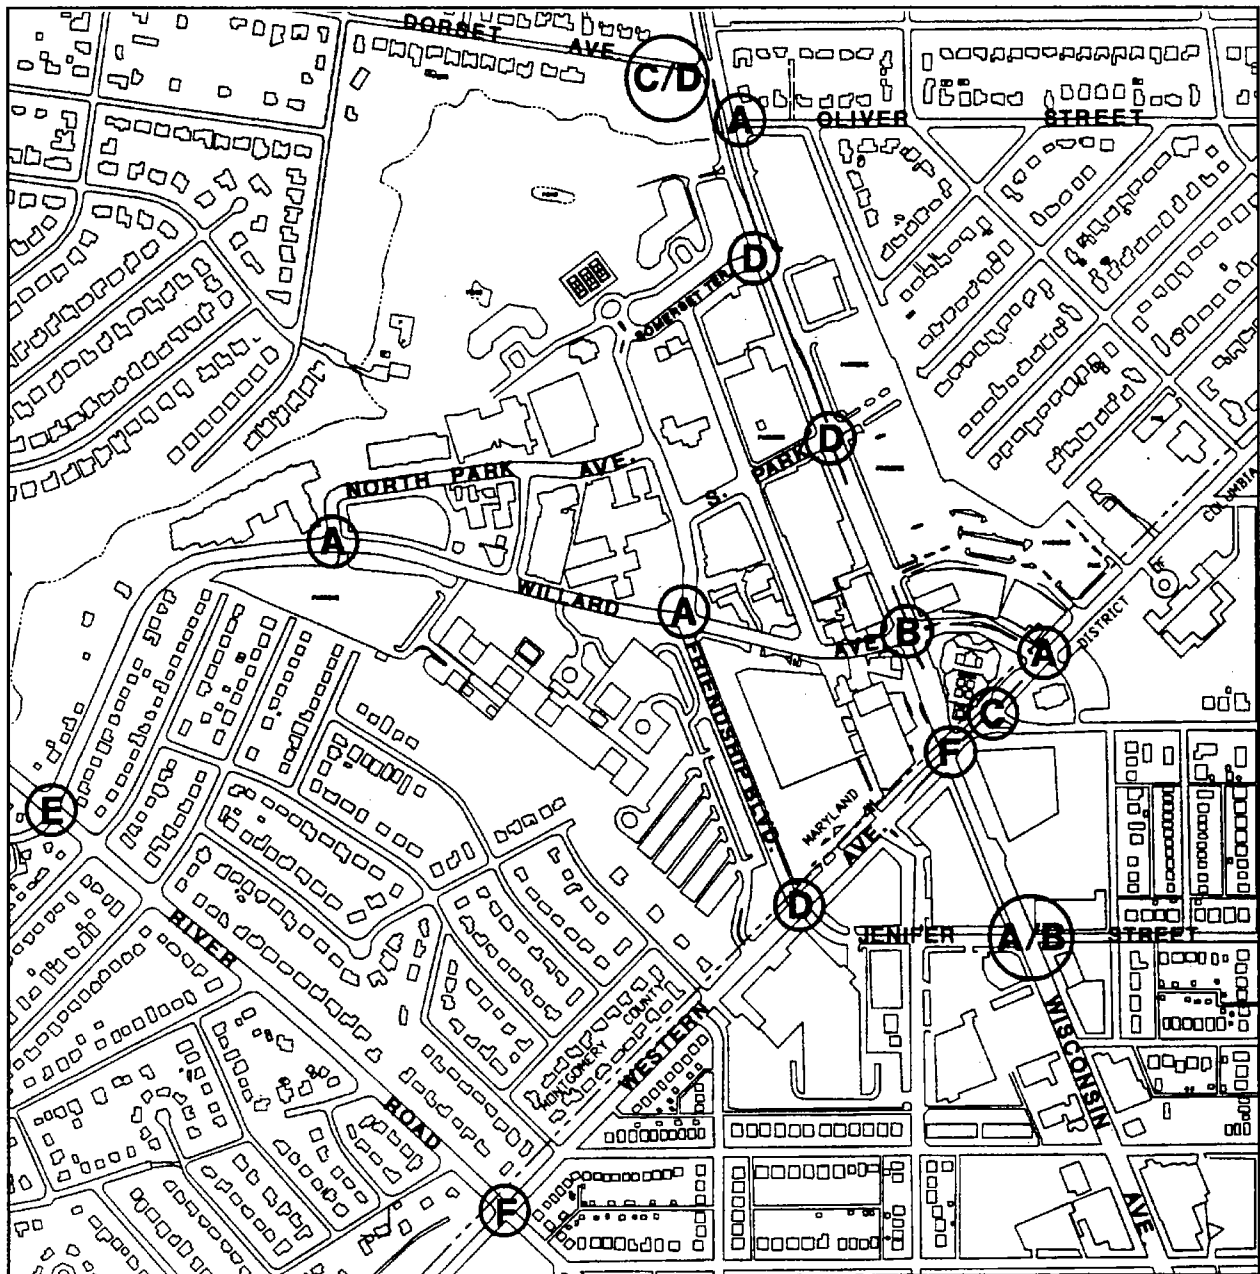 DORSET AVE
C/D
A
OLIVER STREET
D
SOMERSET TER.
D
S. PARK
NORTH PARK AVE.
COLUMBIA
DISTRICT OF
A
WILLARD AVE.
A
B
A
C
F
FRIENDSHIP BLVD.
MARYLAND
E
D
WESTERN AVE.
JENIFER STREET
A/B
RIVER ROAD
MONTGOMERY COUNTY
WISCONSIN AVE
F